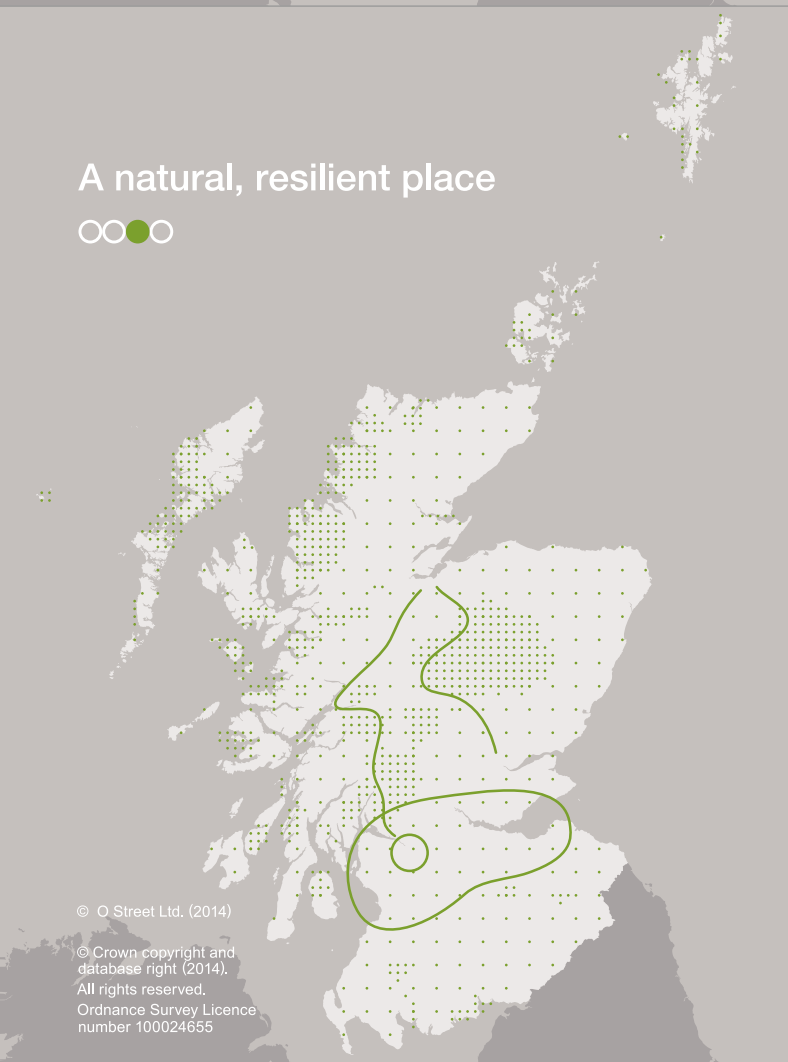 A natural, resilient place
© O Street Ltd. (2014)
© Crown copyright and
database right (2014).
All rights reserved.
Ordnance Survey Licence
number 100024655